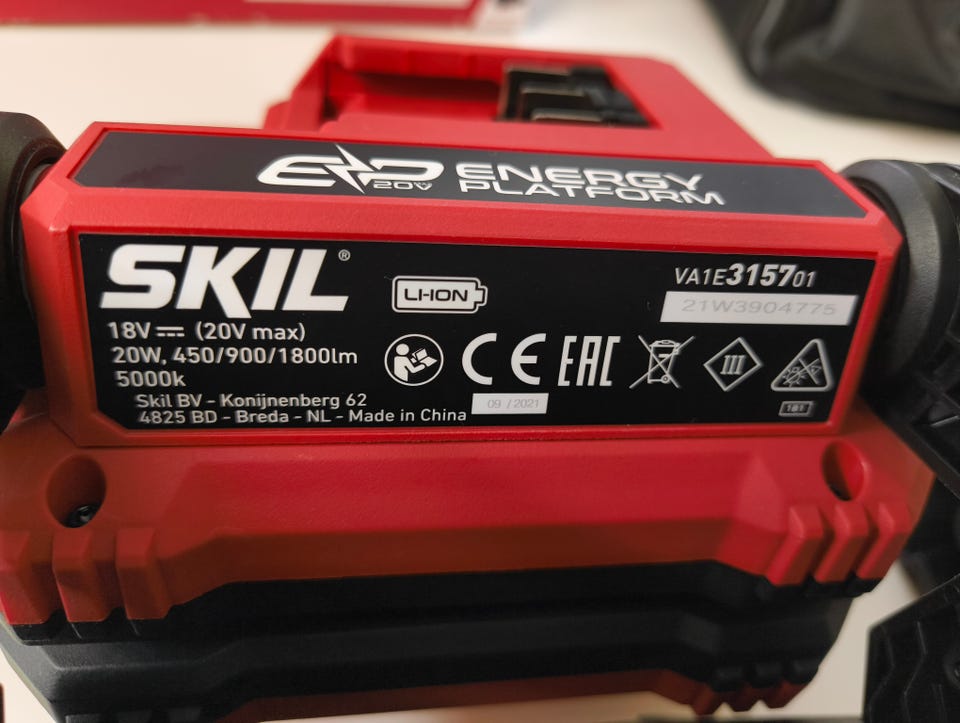 20V
ENERGY
PLATFORM
SKIL®
LI-ION
VA1E315701
21W3904775
18V (20V max)
20W, 450/900/1800lm
5000k
CE EAC
III
Skil BV - Konijnenberg 62
4825 BD - Breda - NL - Made in China
09 / 2021